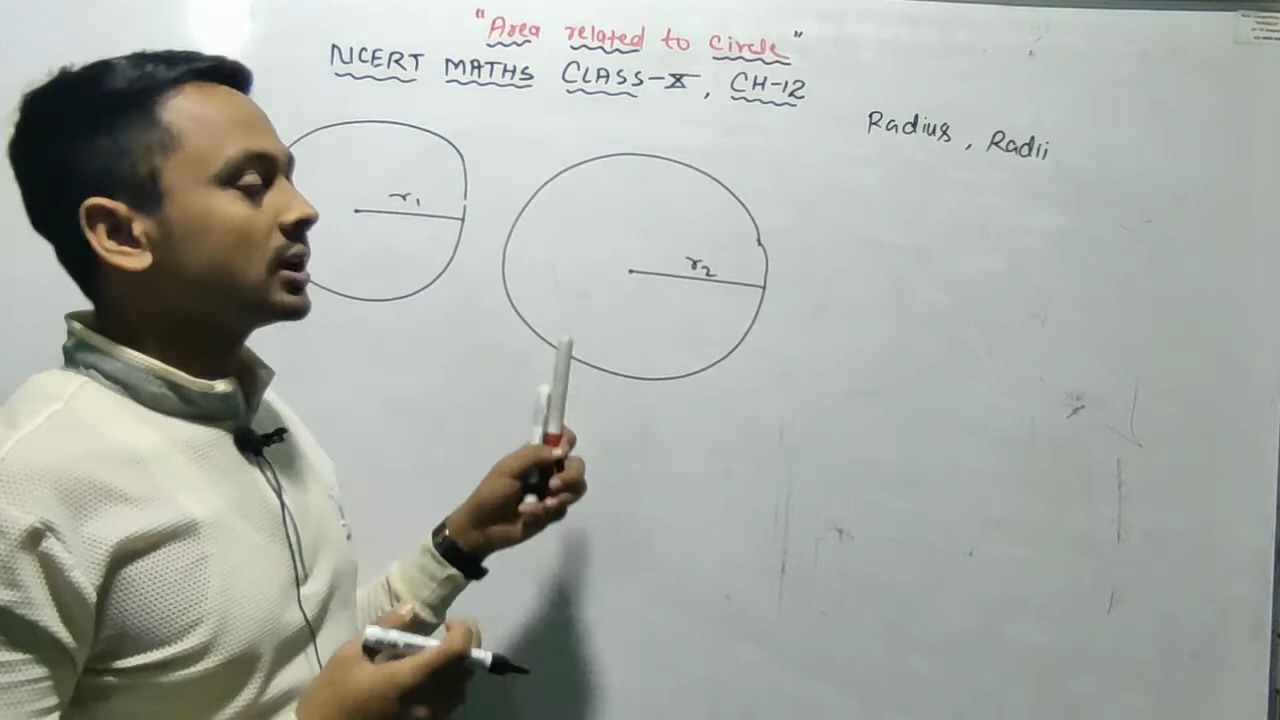 "Area related to circle"
NCERT MATHS CLASS-X, CH-12
Radius, Radii
r₁
r₂